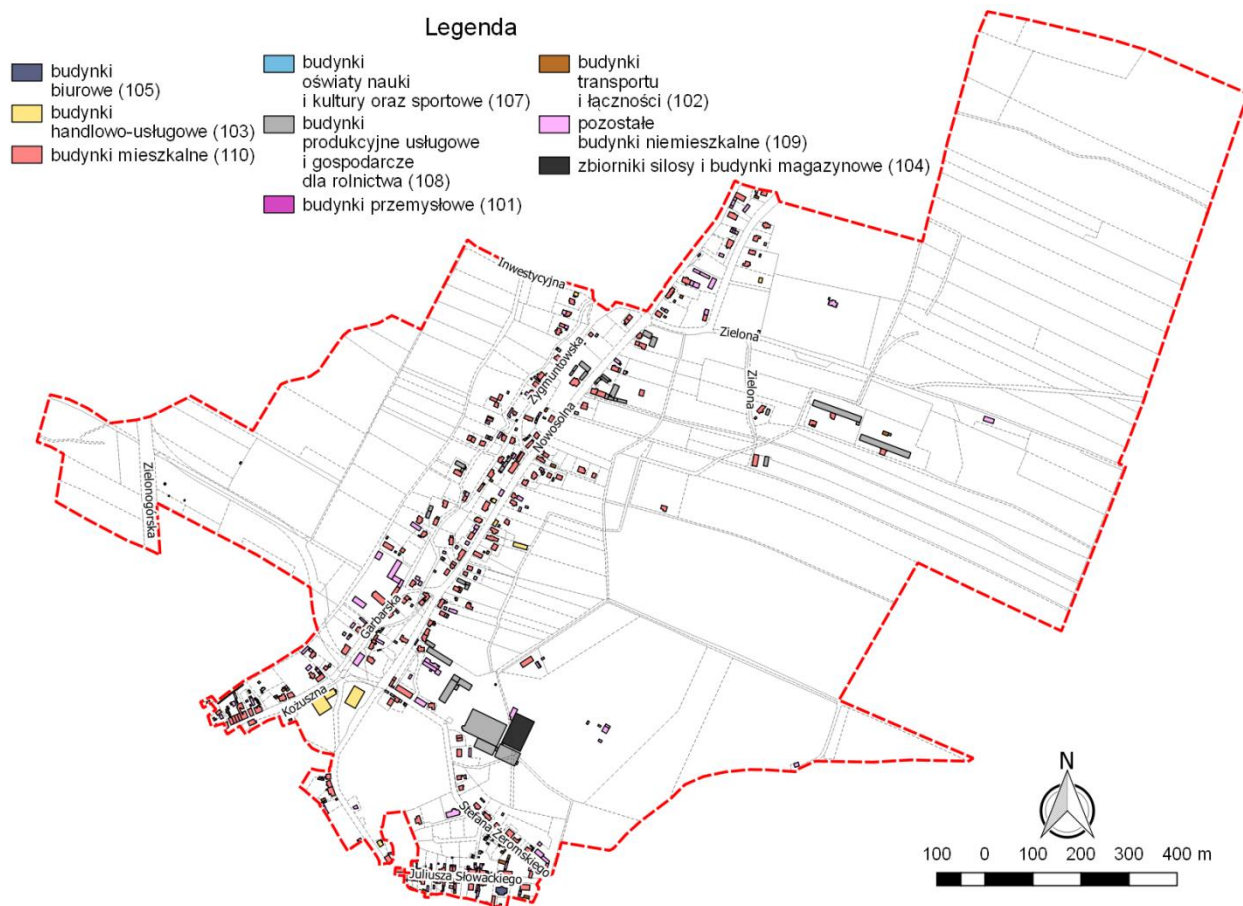 Legenda
budynki
biurowe (105)
budynki
handlowo-usługowe (103)
budynki mieszkalne (110)
budynki
oświaty nauki
i kultury oraz sportowe (107)
budynki
produkcyjne usługowe
i gospodarcze
dla rolnictwa (108)
budynki przemysłowe (101)
budynki
transportu
i łączności (102)
pozostałe
budynki niemieszkalne (109)
zbiorniki silosy i budynki magazynowe (104)
Inwestycyjna
Zygmuntowska
Nowosolna
Zielona
Zielona
Zielonogorska
Garbarska
Kożuszna
Stefana Żeromskiego
Juliusza Słowackiego
N
100 0 100 200 300 400 m